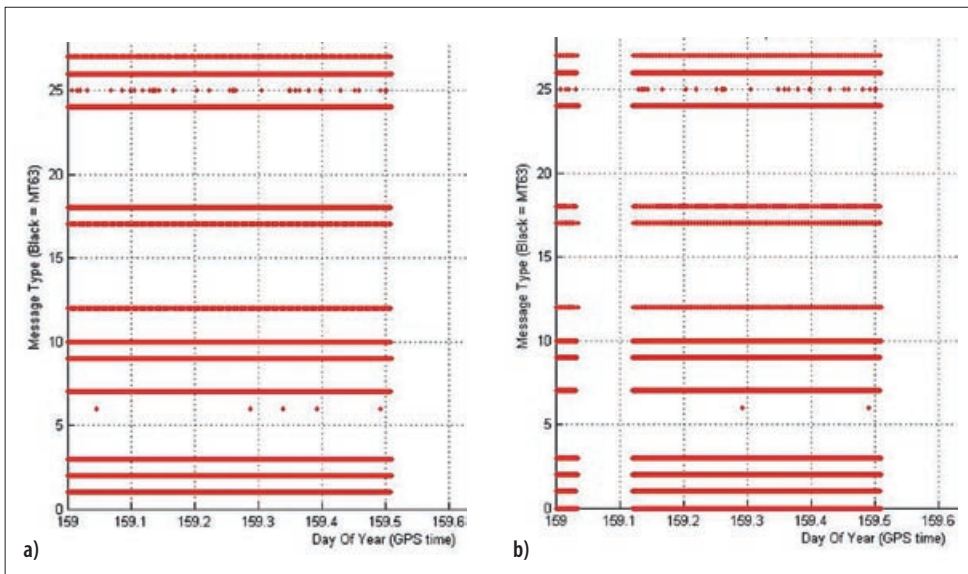 25
20
15
10
5
0
Message Type (Black = MT63)
159 159.1 159.2 159.3 159.4 159.5 159.6
Day Of Year (GPS time)
a)
25
20
15
10
5
0
Message Type (Black = MT63)
159 159.1 159.2 159.3 159.4 159.5 159.6
Day Of Year (GPS time)
b)